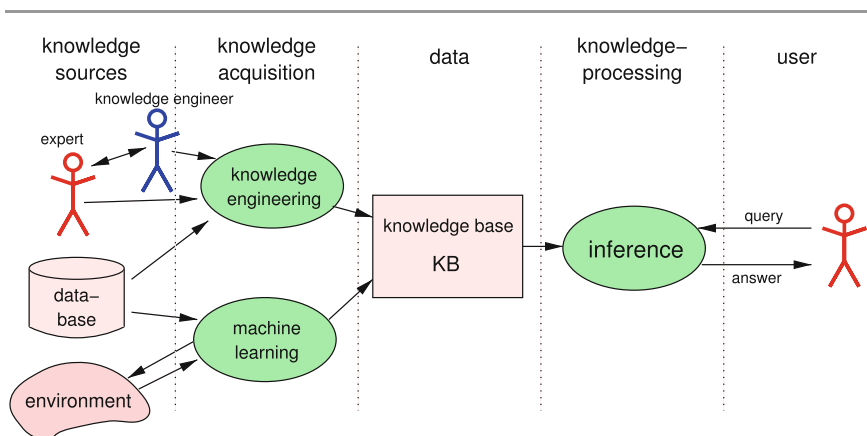 knowledge
sources
knowledge
acquisition
data
knowledge–
processing
user
knowledge engineer
expert
knowledge
engineering
knowledge base
KB
inference
query
answer
data–
base
machine
learning
environment